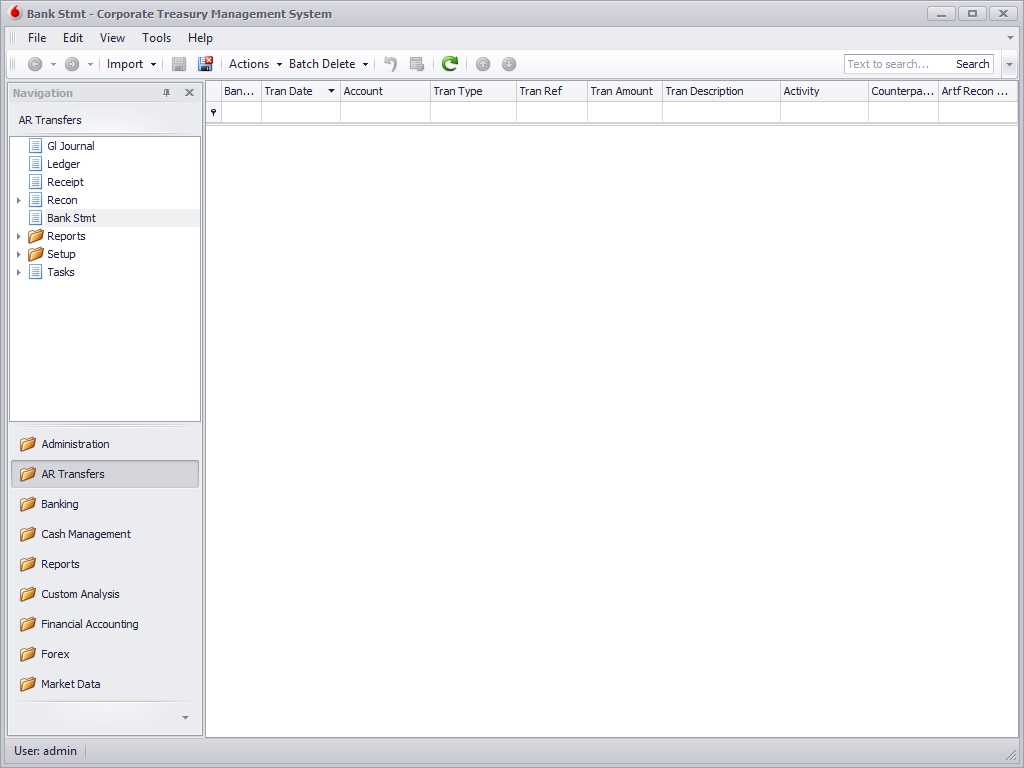 Bank Stmt - Corporate Treasury Management System
File Edit View Tools Help
Import Actions Batch Delete Text to search... Search
Navigation
AR Transfers
Gl Journal
Ledger
Receipt
Recon
Bank Stmt
Reports
Setup
Tasks
Administration
AR Transfers
Banking
Cash Management
Reports
Custom Analysis
Financial Accounting
Forex
Market Data
Ban... Tran Date Account Tran Type Tran Ref Tran Amount Tran Description Activity Counterpa... Artf Recon ...
User: admin